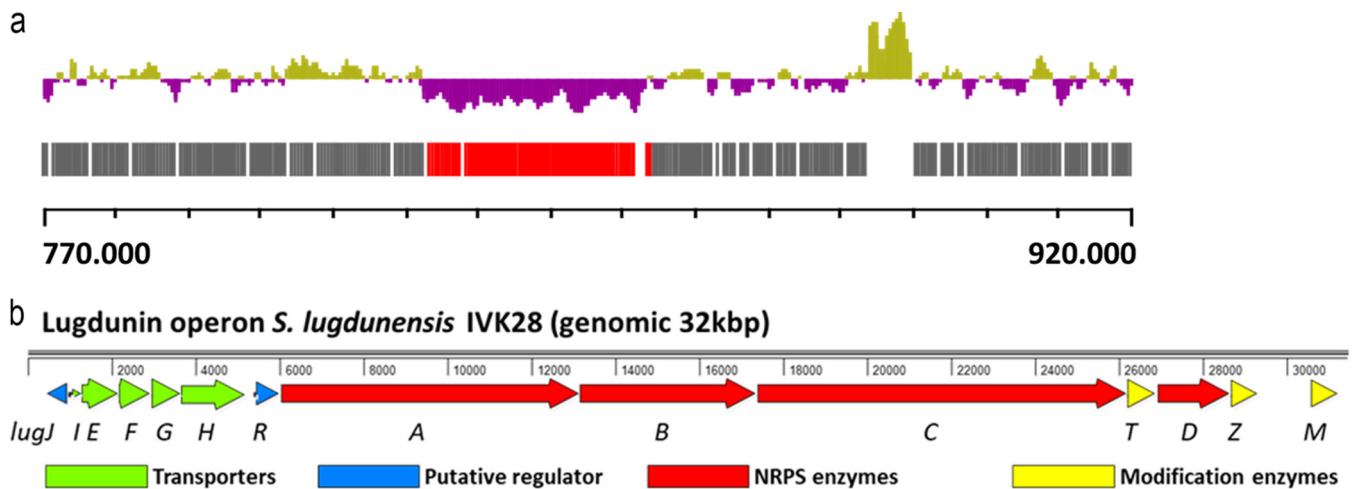 a
770.000 920.000
b
Lugdunin operon S. lugdunensis IVK28 (genomic 32kbp)
2000 4000 6000 8000 10000 12000 14000 16000 18000 20000 22000 24000 26000 28000 30000
lugJ I E F G H R A B C T D Z M
Transporters Putative regulator NRPS enzymes Modification enzymes